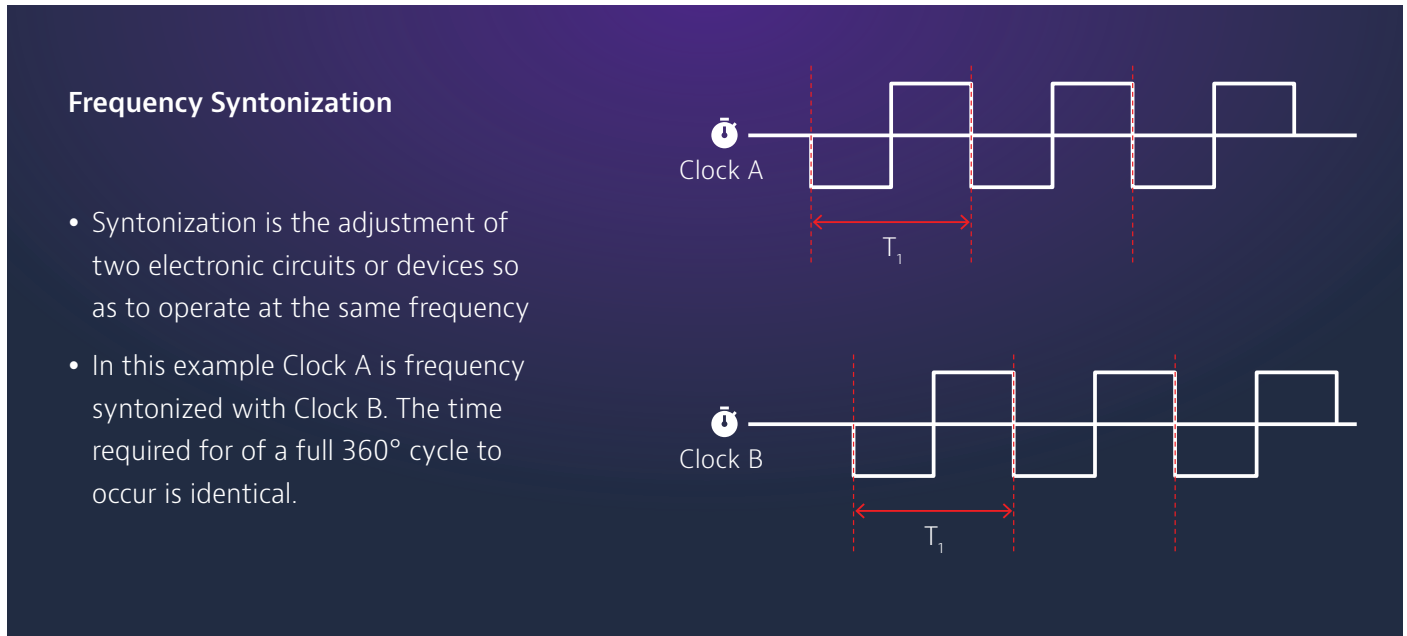 Frequency Syntonization
• Syntonization is the adjustment of
two electronic circuits or devices so
as to operate at the same frequency
• In this example Clock A is frequency
syntonized with Clock B. The time
required for of a full 360° cycle to
occur is identical.
Clock A
T₁
Clock B
T₁